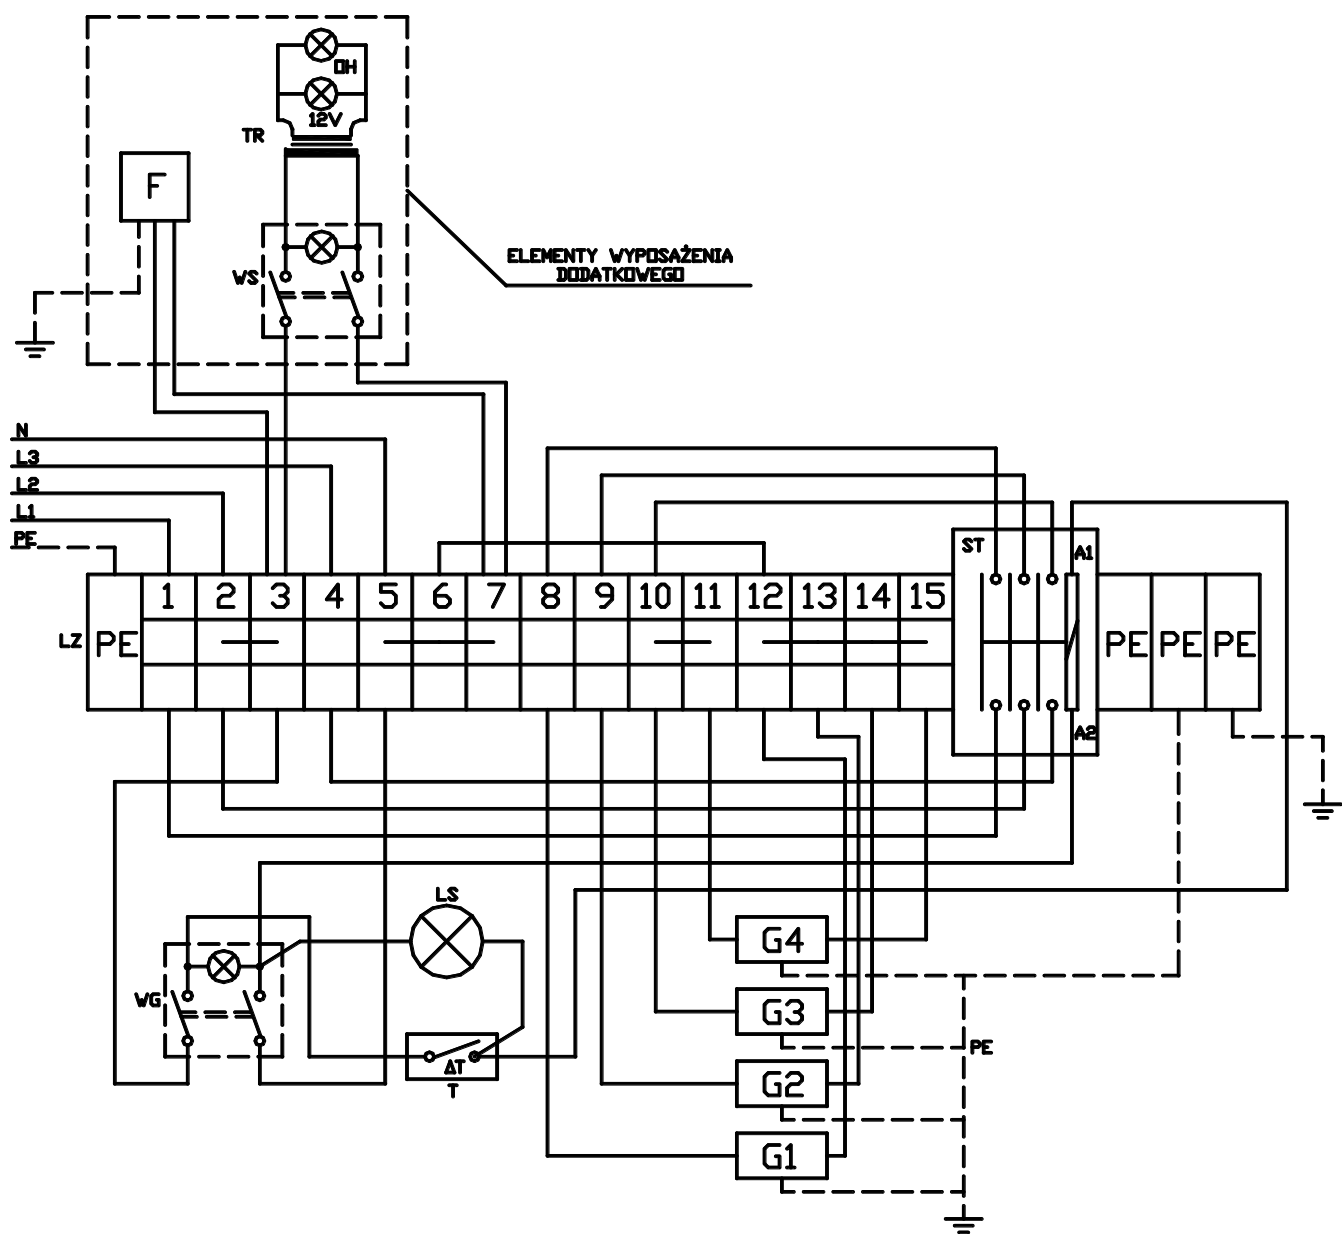 OH
12V
TR
F
ELEMENTY WYPOSAŻENIA
DODATKOWEGO
WS
N
L3
L2
L1
PE
ST
A1
1 2 3 4 5 6 7 8 9 10 11 12 13 14 15
LZ PE PE PE PE
A2
LS
G4
WG
G3
PE
ΔT
T
G2
G1